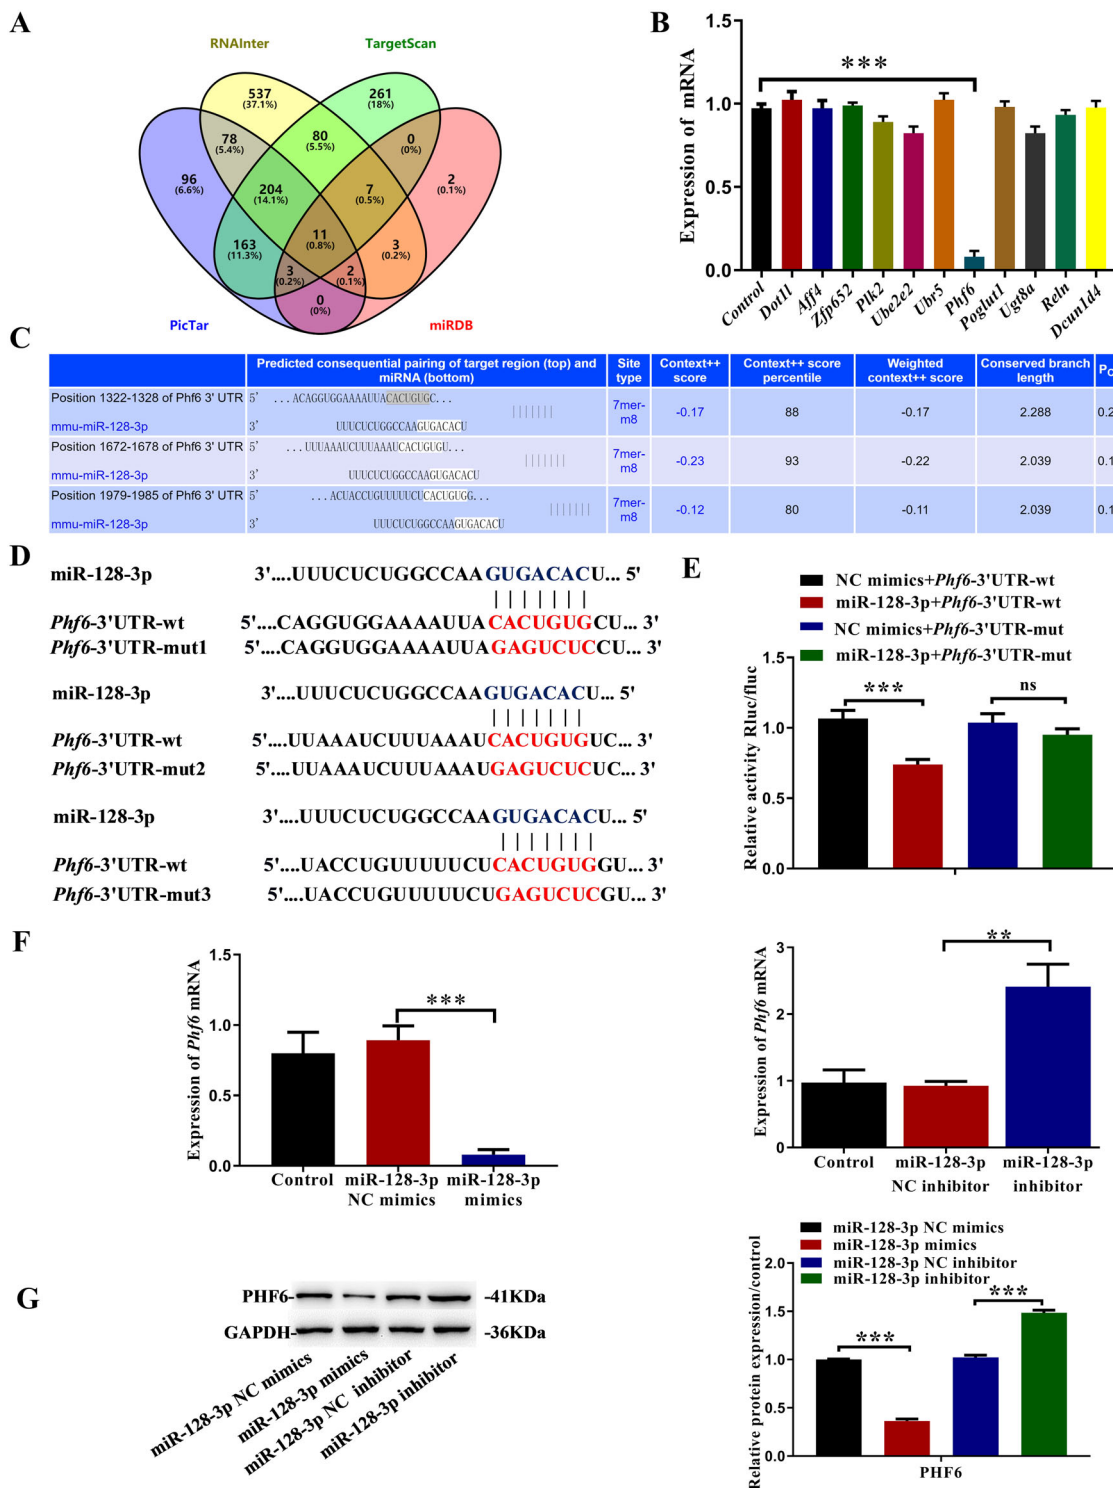 A
RNAInter
TargetScan
537
(37.1%)
261
(18%)
78
(5.4%)
80
(5.5%)
0
(0%)
96
(6.6%)
204
(14.1%)
7
(0.5%)
2
(0.1%)
11
(0.8%)
163
(11.3%)
3
(0.2%)
3
(0.2%)
2
(0.1%)
0
(0%)
PicTar
miRDB
B
Expression of mRNA
1.5
1.0
0.5
0.0
***
Control
Dot1l
Aff4
Zfp652
Plk2
Ube2e2
Ubr5
Phf6
Poglut1
Ugt8a
Reln
Dcun1d4
C
Predicted consequential pairing of target region (top) and miRNA (bottom)
Site type
Context++ score
Context++ score percentile
Weighted context++ score
Conserved branch length
Position 1322-1328 of Phf6 3' UTR 5' ...ACAGGUGGAAAAUUACACUGUGC...
mmu-miR-128-3p 3' UUUCUCUGGCCAAGUGACACU
7mer-m8 -0.17 88 -0.17 2.288
Position 1672-1678 of Phf6 3' UTR 5' ...UUUAAAUCUUUAAAUCACUGUGU...
mmu-miR-128-3p 3' UUUCUCUGGCCAAGUGACACU
7mer-m8 -0.23 93 -0.22 2.039
Position 1979-1985 of Phf6 3' UTR 5' ...ACUACCUGUUUUUCUCACUGUGG...
mmu-miR-128-3p 3' UUUCUCUGGCCAAGUGACACU
7mer-m8 -0.12 80 -0.11 2.039
D
miR-128-3p 3'....UUUCUCUGGCCAAGUGACACU... 5'
Phf6-3'UTR-wt 5'....CAGGUGGAAAAUUACACUGUGCU... 3'
Phf6-3'UTR-mut1 5'....CAGGUGGAAAAUUAGAGUCUCCU... 3'
miR-128-3p 3'....UUUCUCUGGCCAAGUGACACU... 5'
Phf6-3'UTR-wt 5'....UUAAAUCUUUAAAUCACUGUGUC... 3'
Phf6-3'UTR-mut2 5'....UUAAAUCUUUAAAUGAGUCUCUC... 3'
miR-128-3p 3'....UUUCUCUGGCCAAGUGACACU... 5'
Phf6-3'UTR-wt 5'....UACCUGUUUUUCUCACUGUGGU... 3'
Phf6-3'UTR-mut3 5'....UACCUGUUUUUCUGAGUCUCGU... 3'
E
NC mimics+Phf6-3'UTR-wt
miR-128-3p+Phf6-3'UTR-wt
NC mimics+Phf6-3'UTR-mut
miR-128-3p+Phf6-3'UTR-mut
Relative activity Rluc/fluc
1.5
1.0
0.5
0.0
***
ns
F
Expression of Phf6 mRNA
1.5
1.0
0.5
0.0
***
Control
miR-128-3p NC mimics
miR-128-3p mimics
Expression of Phf6 mRNA
3
2
1
0
**
Control
miR-128-3p NC inhibitor
miR-128-3p inhibitor
G
PHF6-
-41KDa
GAPDH-
-36KDa
miR-128-3p NC mimics
miR-128-3p mimics
miR-128-3p NC inhibitor
miR-128-3p inhibitor
miR-128-3p NC mimics
miR-128-3p mimics
miR-128-3p NC inhibitor
miR-128-3p inhibitor
Relative protein expression/control
2.0
1.5
1.0
0.5
0.0
***
***
PHF6